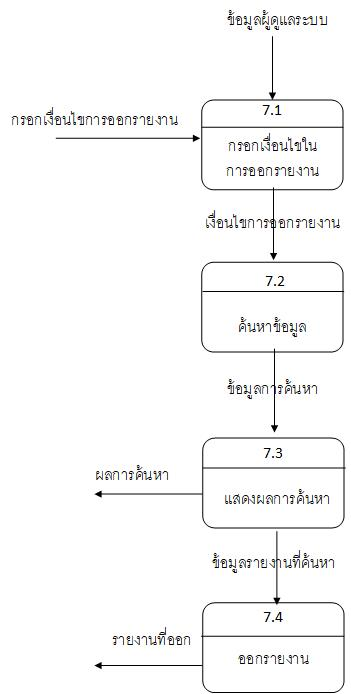 ข้อมูลผู้ดูแลระบบ
7.1
กรอกเงื่อนไขการออกรายงาน
กรอกเงื่อนไขใน
การออกรายงาน
เงื่อนไขการออกรายงาน
7.2
ค้นหาข้อมูล
ข้อมูลการค้นหา
7.3
ผลการค้นหา
แสดงผลการค้นหา
ข้อมูลรายงานที่ค้นหา
7.4
รายงานที่ออก
ออกรายงาน